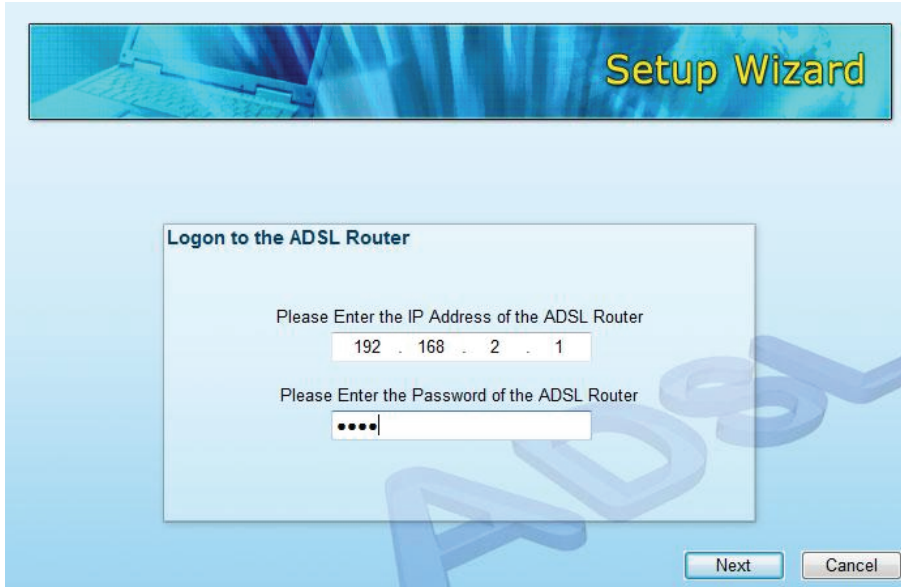 Setup Wizard
Logon to the ADSL Router
Please Enter the IP Address of the ADSL Router
192 . 168 . 2 . 1
Please Enter the Password of the ADSL Router
••••
ADSL
Next Cancel